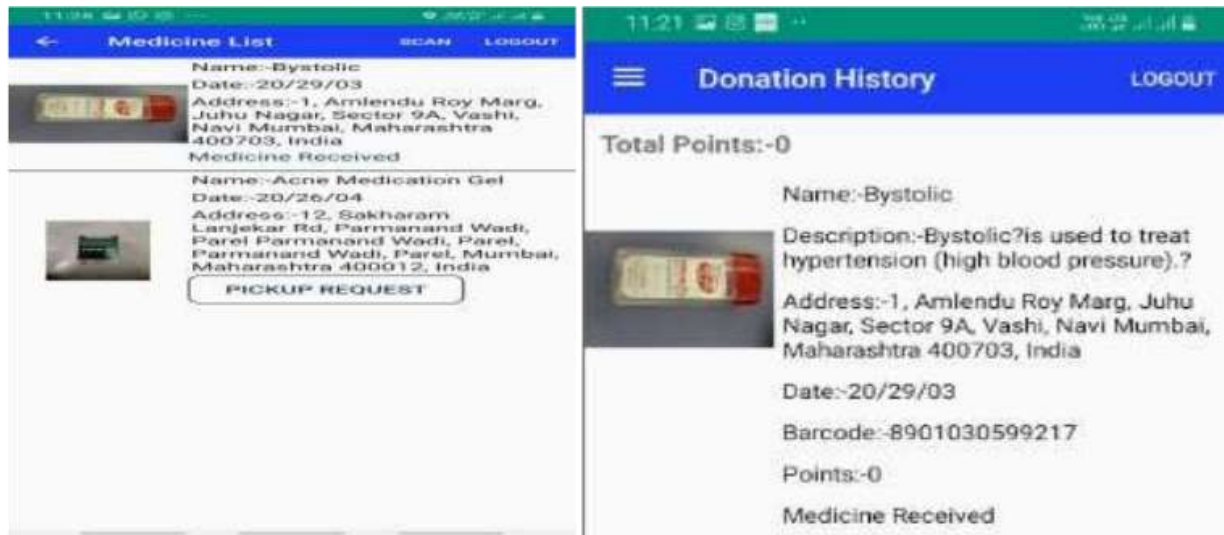 11:28
Medicine List SCAN LOGOUT
Name:-Bystolic
Date:-20/29/03
Address:-1, Amlendu Roy Marg,
Juhu Nagar, Sector 9A, Vashi,
Navi Mumbai, Maharashtra
400703, India
Medicine Received
Name:-Acne Medication Gel
Date:-20/26/04
Address:-12, Sakharam
Lanjekar Rd, Parmanand Wadi,
Parel Parmanand Wadi, Parel,
Parmanand Wadi, Parel, Mumbai,
Maharashtra 400012, India
PICKUP REQUEST
11:21
Donation History LOGOUT
Total Points:-0
Name:-Bystolic
Description:-Bystolic?is used to treat
hypertension (high blood pressure).?
Address:-1, Amlendu Roy Marg, Juhu
Nagar, Sector 9A, Vashi, Navi Mumbai,
Maharashtra 400703, India
Date:-20/29/03
Barcode:-8901030599217
Points:-0
Medicine Received